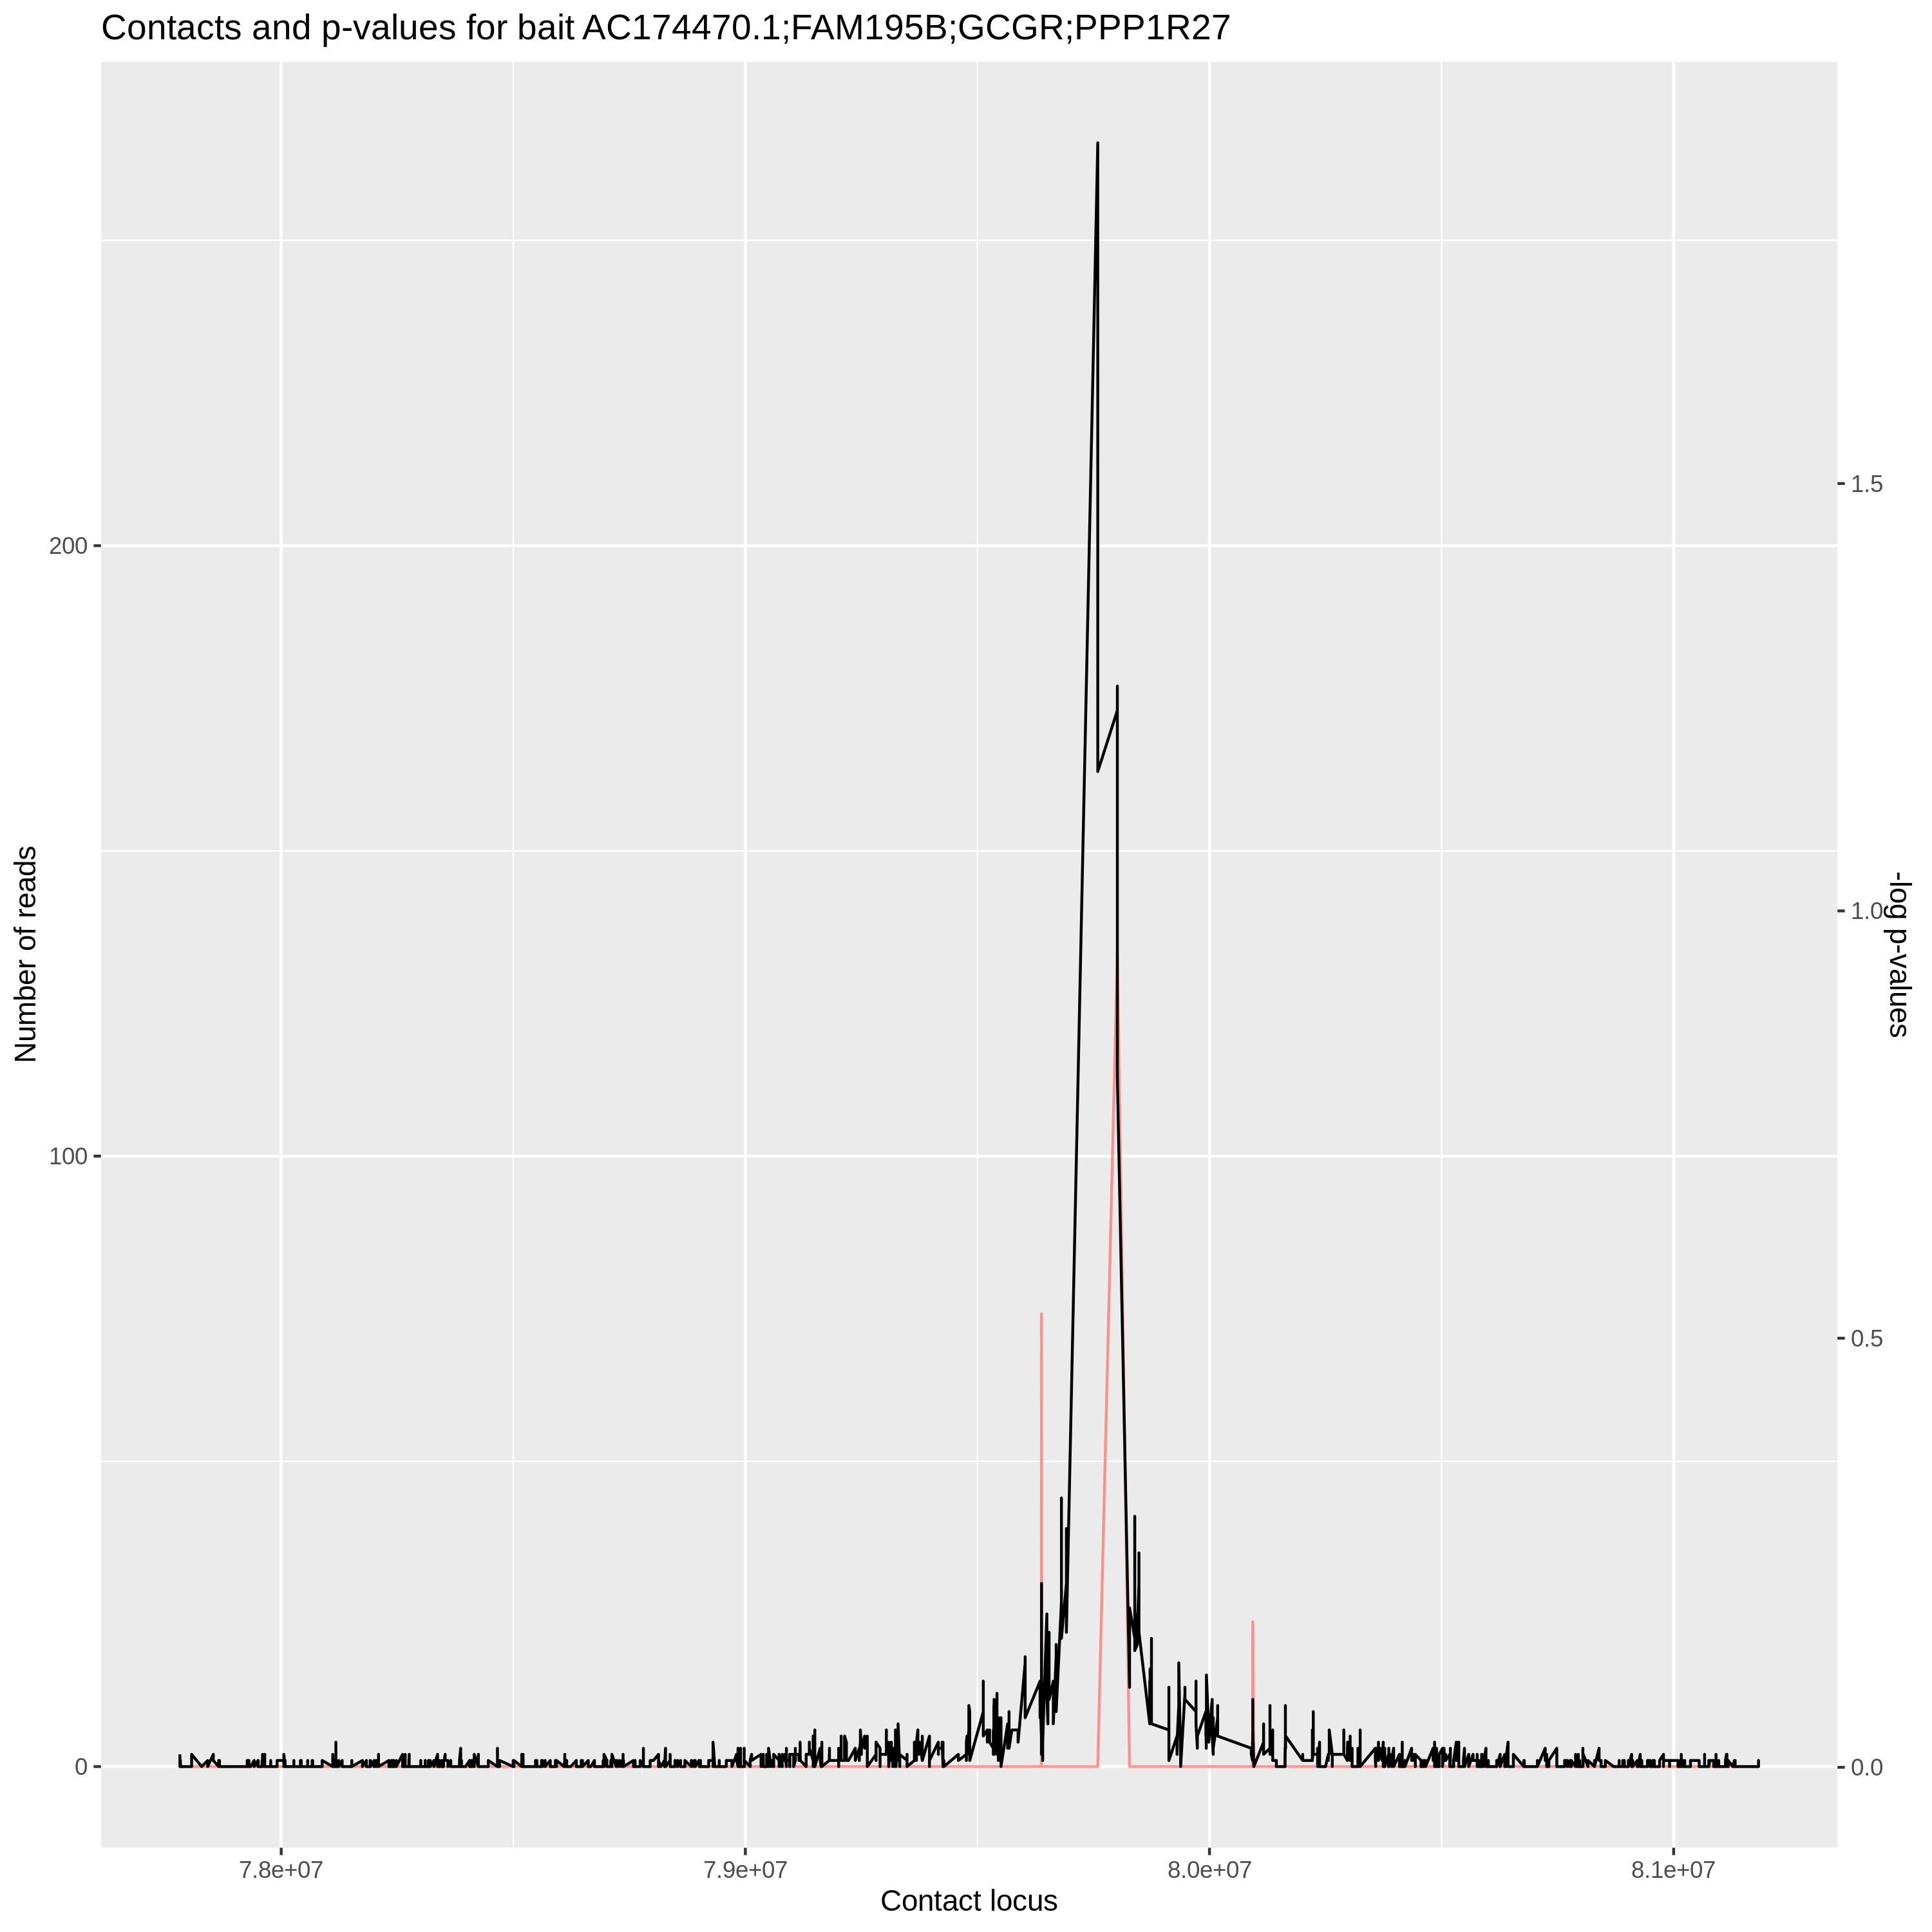 Contacts and p-values for bait AC174470.1;FAM195B;GCGR;PPP1R27
Number of reads
200
100
0
1.5
1.0
0.5
0.0
-log p-values
7.8e+07 7.9e+07 8.0e+07 8.1e+07
Contact locus